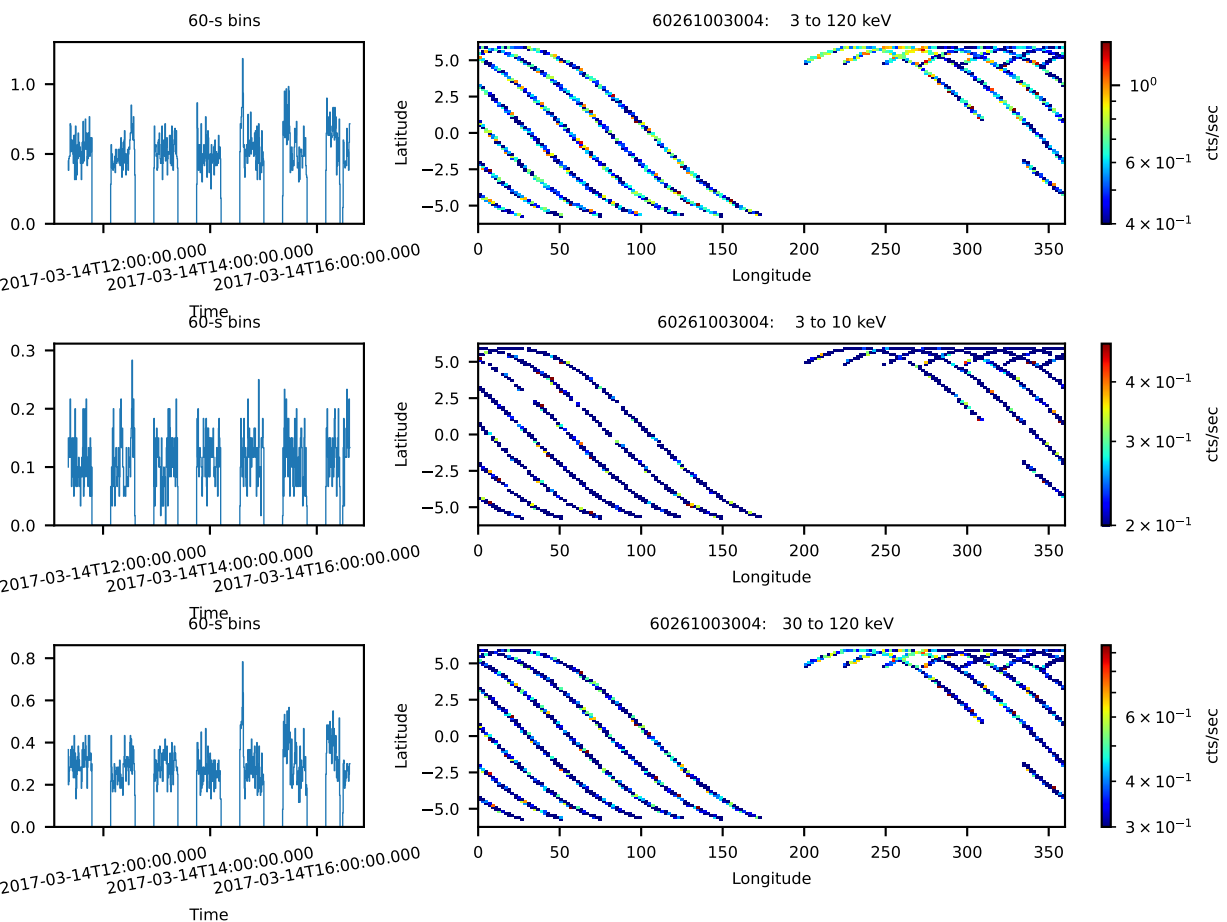 60-s bins
1.0
0.5
0.0
2017-03-14T12:00:00.000
2017-03-14T14:00:00.000
2017-03-14T16:00:00.000
Time
60261003004: 3 to 120 keV
Latitude
5.0
2.5
0.0
−2.5
−5.0
0 50 100 150 200 250 300 350
Longitude
10⁰
6 × 10⁻¹
4 × 10⁻¹
cts/sec
60-s bins
0.3
0.2
0.1
0.0
2017-03-14T12:00:00.000
2017-03-14T14:00:00.000
2017-03-14T16:00:00.000
Time
60261003004: 3 to 10 keV
Latitude
5.0
2.5
0.0
−2.5
−5.0
0 50 100 150 200 250 300 350
Longitude
4 × 10⁻¹
3 × 10⁻¹
2 × 10⁻¹
cts/sec
60-s bins
0.8
0.6
0.4
0.2
0.0
2017-03-14T12:00:00.000
2017-03-14T14:00:00.000
2017-03-14T16:00:00.000
Time
60261003004: 30 to 120 keV
Latitude
5.0
2.5
0.0
−2.5
−5.0
0 50 100 150 200 250 300 350
Longitude
6 × 10⁻¹
4 × 10⁻¹
3 × 10⁻¹
cts/sec